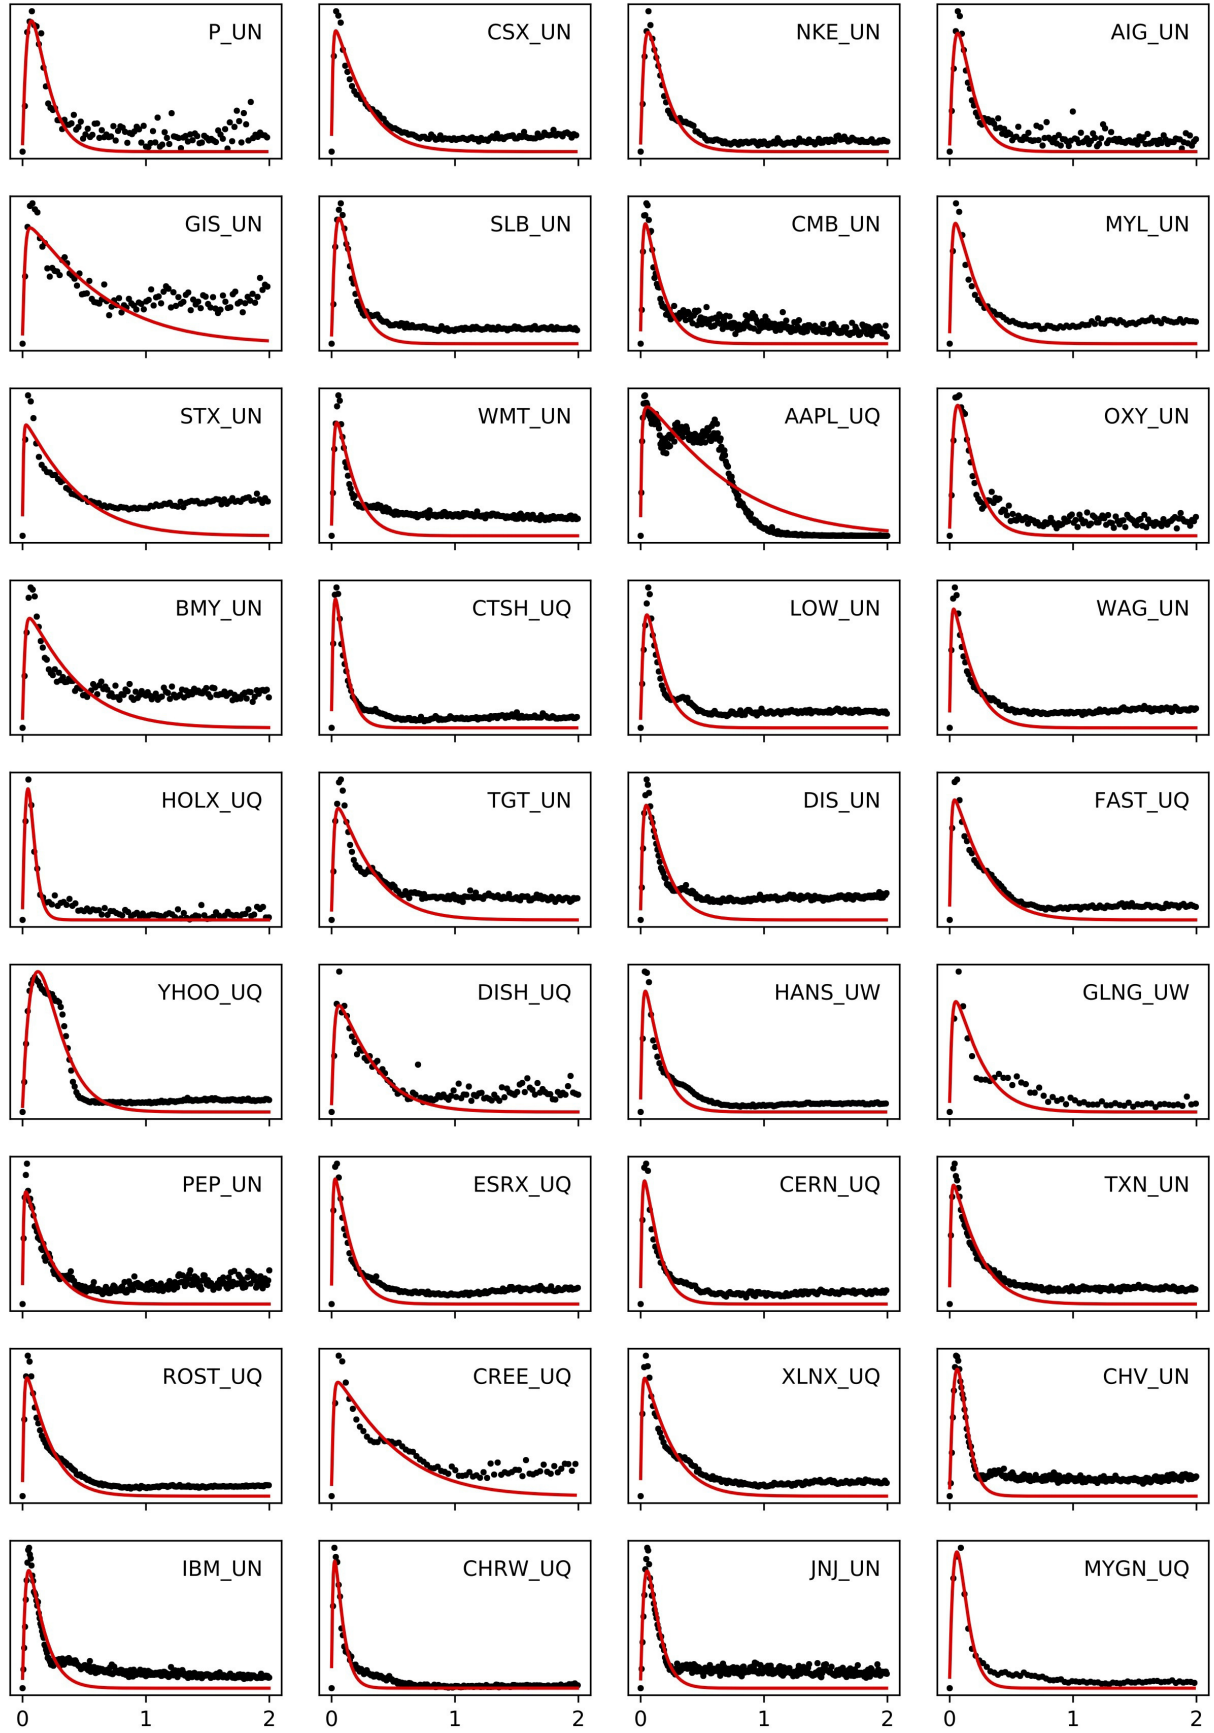 P_UN CSX_UN NKE_UN AIG_UN
GIS_UN SLB_UN CMB_UN MYL_UN
STX_UN WMT_UN AAPL_UQ OXY_UN
BMY_UN CTSH_UQ LOW_UN WAG_UN
HOLX_UQ TGT_UN DIS_UN FAST_UQ
YHOO_UQ DISH_UQ HANS_UW GLNG_UW
PEP_UN ESRX_UQ CERN_UQ TXN_UN
ROST_UQ CREE_UQ XLNX_UQ CHV_UN
IBM_UN CHRW_UQ JNJ_UN MYGN_UQ
0 1 2 0 1 2 0 1 2 0 1 2